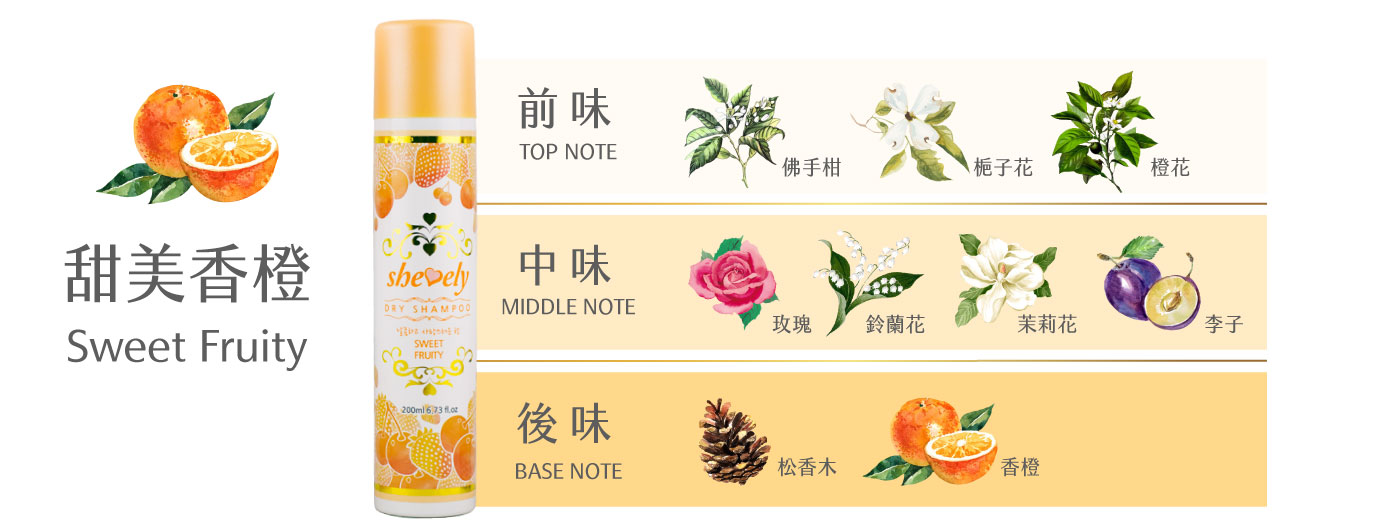 甜美香橙
Sweet Fruity
she ely
DRY SHAMPOO
SWEET
FRUITY
200ml 6.73 fl.oz
前味
TOP NOTE
佛手柑
梔子花
橙花
中味
MIDDLE NOTE
玫瑰
鈴蘭花
茉莉花
李子
後味
BASE NOTE
松香木
香橙